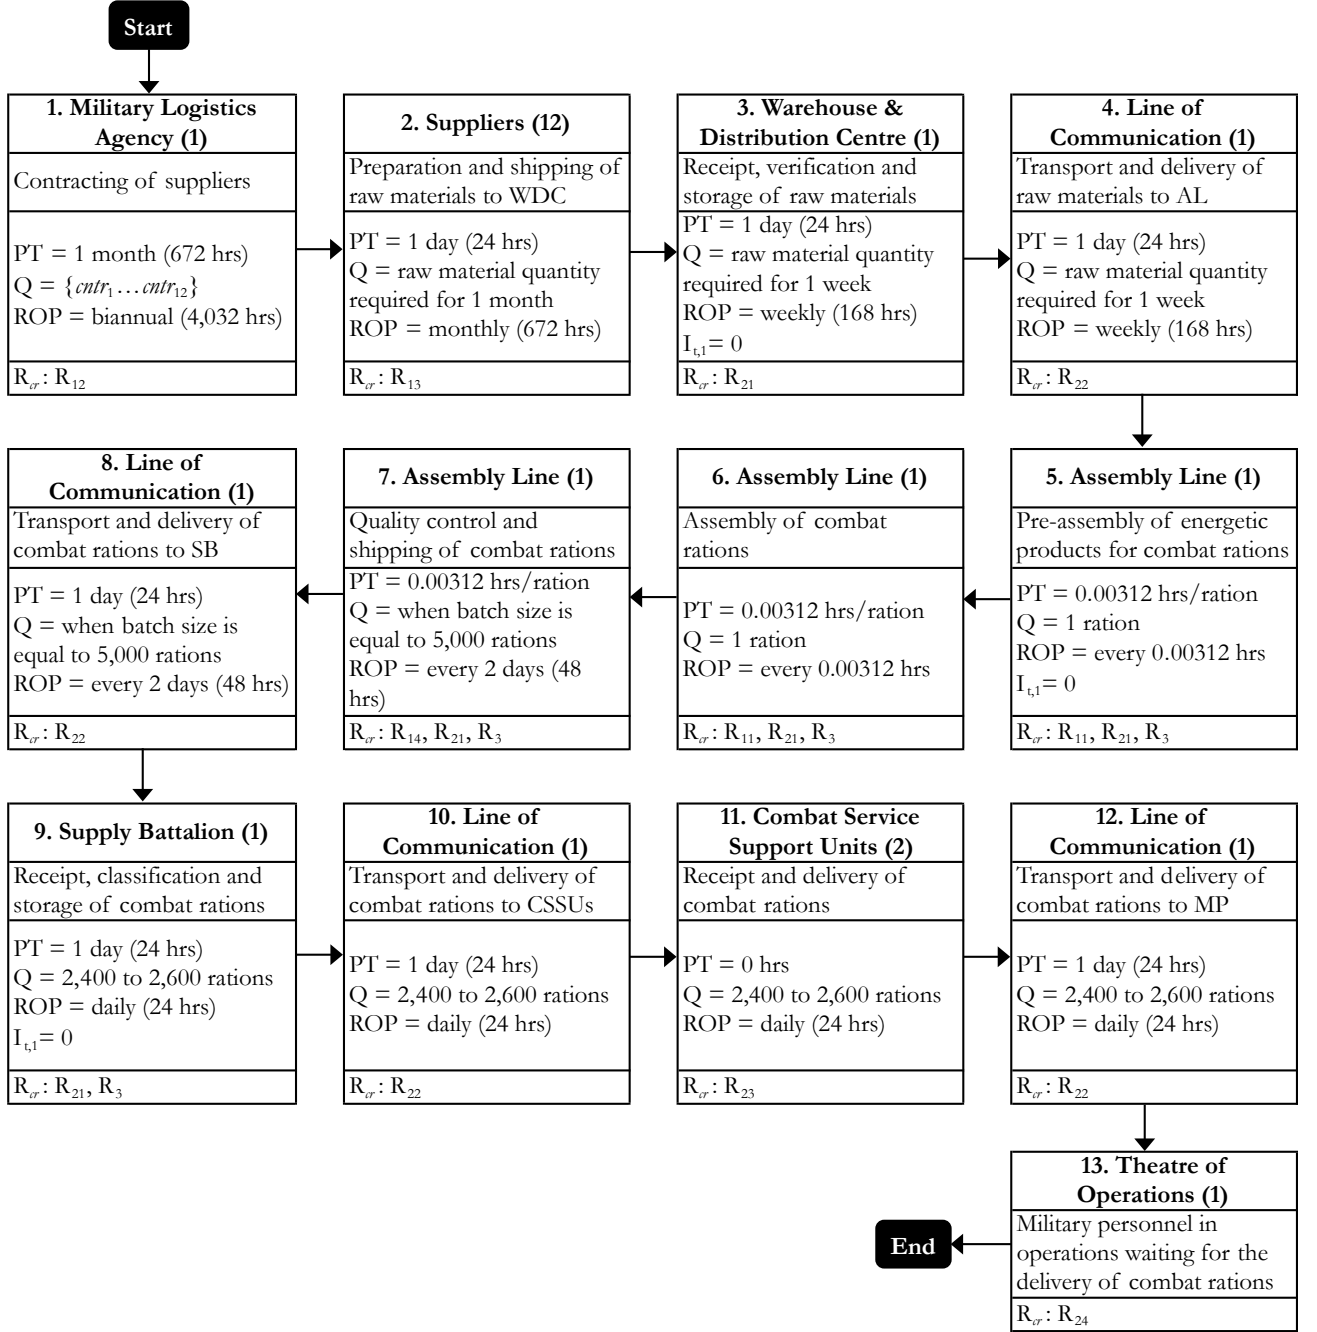 Start
1. Military Logistics
Agency (1)
Contracting of suppliers
PT = 1 month (672 hrs)
Q = {cntr₁…cntr₁₂}
ROP = biannual (4,032 hrs)
R_cr: R₁₂
2. Suppliers (12)
Preparation and shipping of
raw materials to WDC
PT = 1 day (24 hrs)
Q = raw material quantity
required for 1 month
ROP = monthly (672 hrs)
R_cr: R₁₃
3. Warehouse &
Distribution Centre (1)
Receipt, verification and
storage of raw materials
PT = 1 day (24 hrs)
Q = raw material quantity
required for 1 week
ROP = weekly (168 hrs)
I_t,1= 0
R_cr: R₂₁
4. Line of
Communication (1)
Transport and delivery of
raw materials to AL
PT = 1 day (24 hrs)
Q = raw material quantity
required for 1 week
ROP = weekly (168 hrs)
R_cr: R₂₂
5. Assembly Line (1)
Pre-assembly of energetic
products for combat rations
PT = 0.00312 hrs/ration
Q = 1 ration
ROP = every 0.00312 hrs
I_t,1= 0
R_cr: R₁₁, R₂₁, R₃
6. Assembly Line (1)
Assembly of combat
rations
PT = 0.00312 hrs/ration
Q = 1 ration
ROP = every 0.00312 hrs
R_cr: R₁₁, R₂₁, R₃
7. Assembly Line (1)
Quality control and
shipping of combat rations
PT = 0.00312 hrs/ration
Q = when batch size is
equal to 5,000 rations
ROP = every 2 days (48
hrs)
R_cr: R₁₄, R₂₁, R₃
8. Line of
Communication (1)
Transport and delivery of
combat rations to SB
PT = 1 day (24 hrs)
Q = when batch size is
equal to 5,000 rations
ROP = every 2 days (48 hrs)
R_cr: R₂₂
9. Supply Battalion (1)
Receipt, classification and
storage of combat rations
PT = 1 day (24 hrs)
Q = 2,400 to 2,600 rations
ROP = daily (24 hrs)
I_t,1= 0
R_cr: R₂₁, R₃
10. Line of
Communication (1)
Transport and delivery of
combat rations to CSSUs
PT = 1 day (24 hrs)
Q = 2,400 to 2,600 rations
ROP = daily (24 hrs)
R_cr: R₂₂
11. Combat Service
Support Units (2)
Receipt and delivery of
combat rations
PT = 0 hrs
Q = 2,400 to 2,600 rations
ROP = daily (24 hrs)
R_cr: R₂₃
12. Line of
Communication (1)
Transport and delivery of
combat rations to MP
PT = 1 day (24 hrs)
Q = 2,400 to 2,600 rations
ROP = daily (24 hrs)
R_cr: R₂₂
13. Theatre of
Operations (1)
Military personnel in
operations waiting for the
delivery of combat rations
R_cr: R₂₄
End